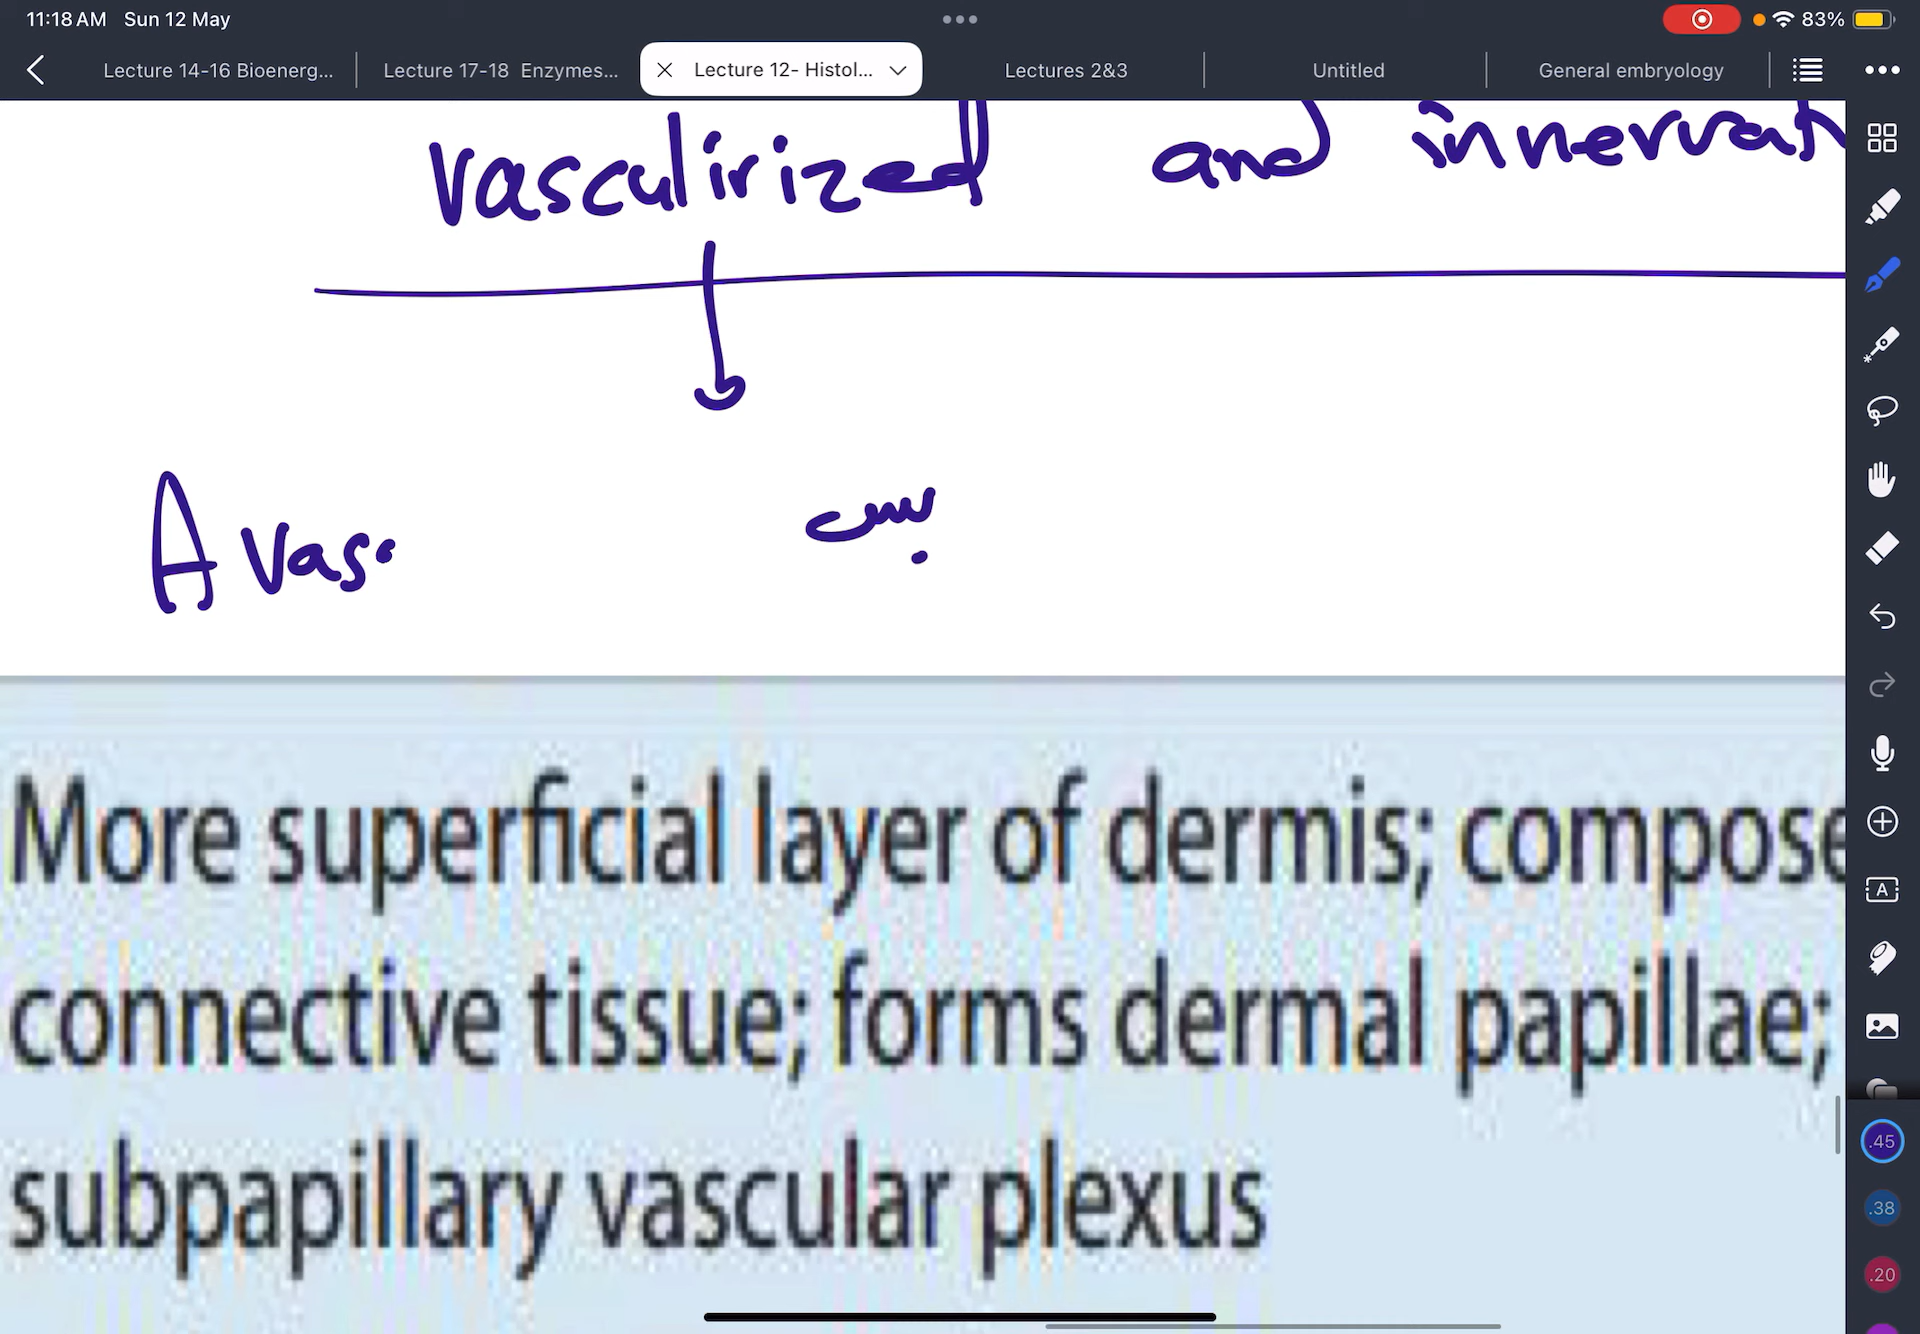 11:18 AM Sun 12 May 83%
Lecture 14-16 Bioenerg... Lecture 17-18 Enzymes... Lecture 12- Histol... Lectures 2&3 Untitled General embryology
vasculirized and innervat
A vas.
بس
More superficial layer of dermis; compose
connective tissue; forms dermal papillae;
subpapillary vascular plexus
A
.45
.38
.20